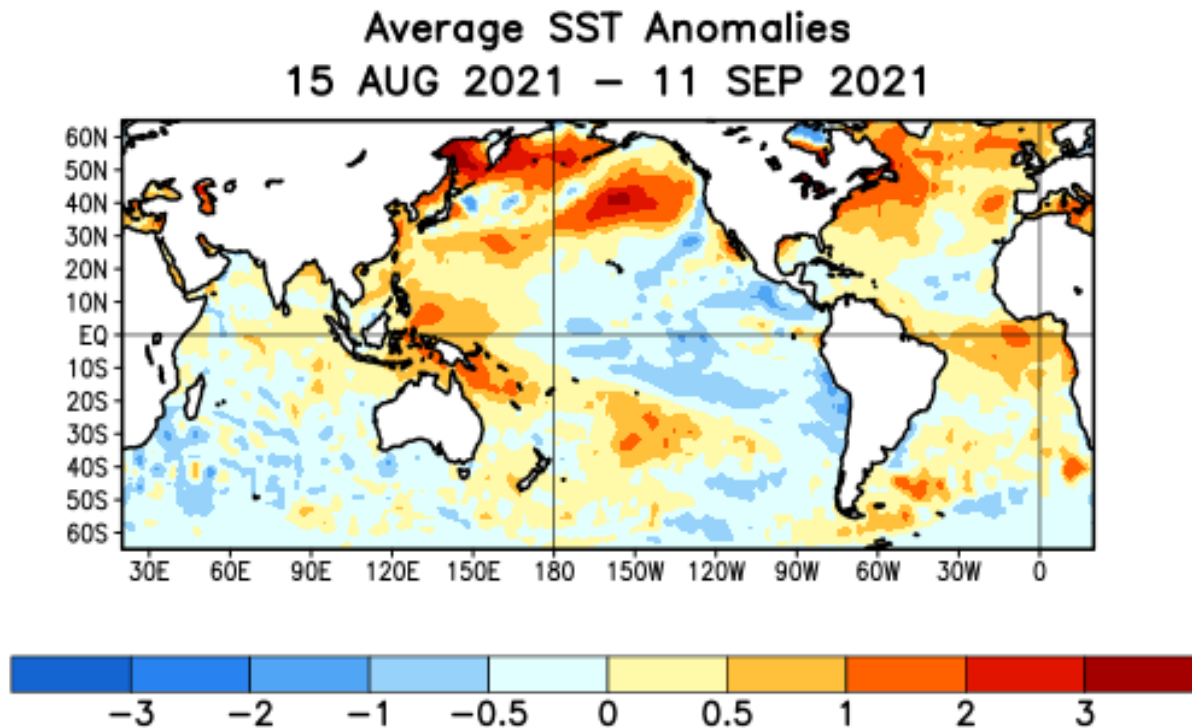 Average SST Anomalies
15 AUG 2021 – 11 SEP 2021
60N
50N
40N
30N
20N
10N
EQ
10S
20S
30S
40S
50S
60S
30E 60E 90E 120E 150E 180 150W 120W 90W 60W 30W 0
-3 -2 -1 -0.5 0 0.5 1 2 3